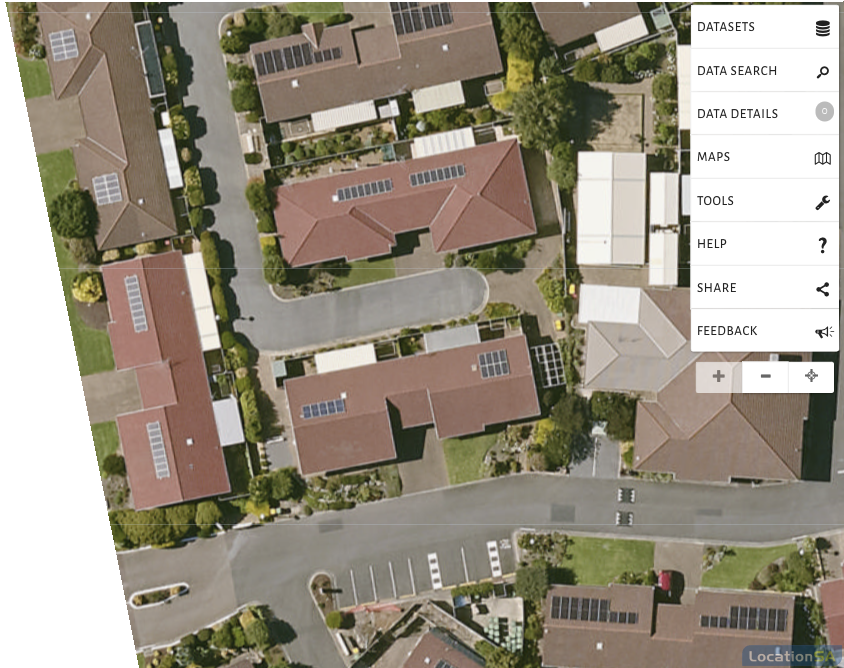 DATASETS
DATA SEARCH
DATA DETAILS
0
MAPS
TOOLS
HELP
?
SHARE
FEEDBACK
+
−
LocationSA